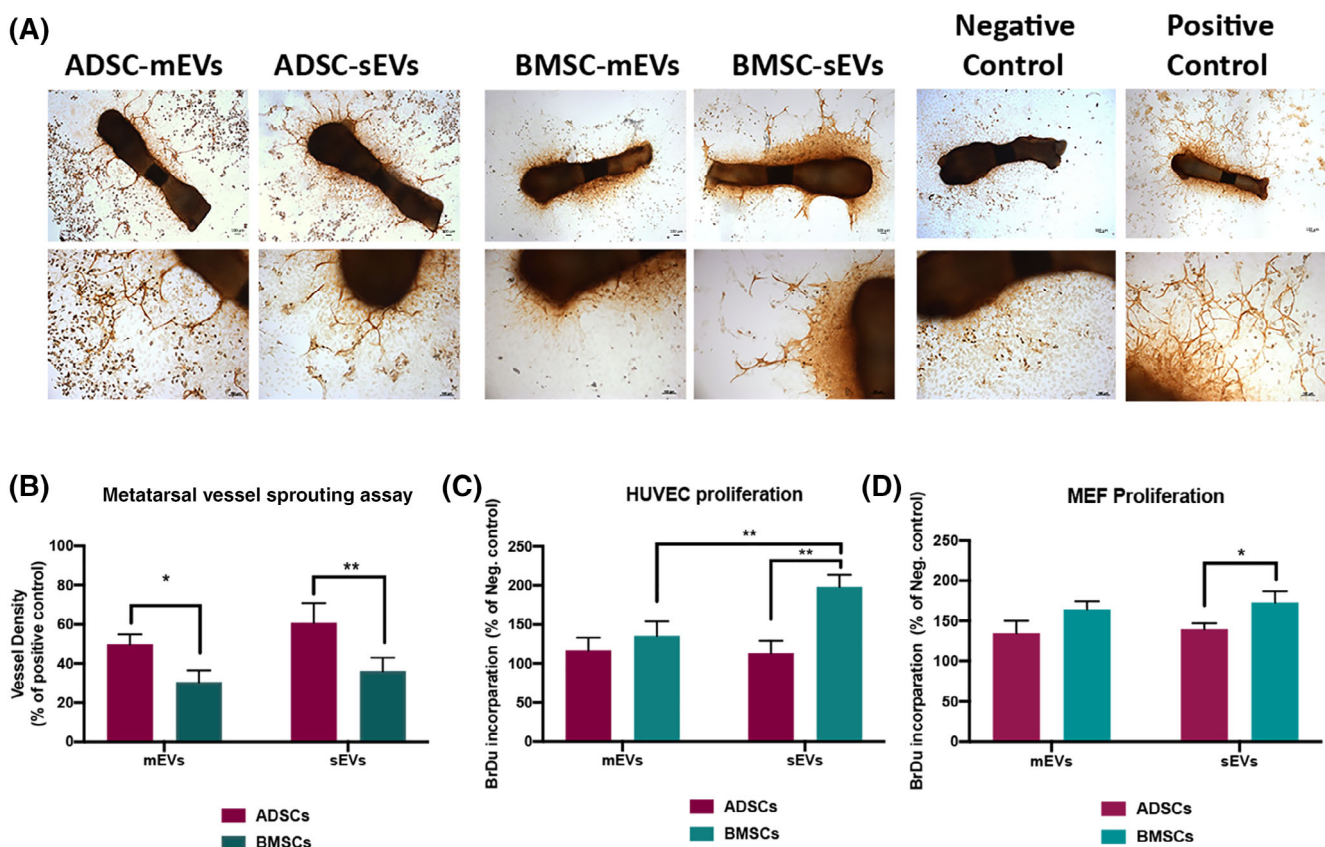 (A)
ADSC-mEVs
ADSC-sEVs
BMSC-mEVs
BMSC-sEVs
Negative
Control
Positive
Control
(B)
Metatarsal vessel sprouting assay
Vessel Density
(% of positive control)
100
80
60
40
20
0
*
**
mEVs
sEVs
ADSCs
BMSCs
(C)
HUVEC proliferation
BrDu incorparation (% of Neg. control)
250
200
150
100
50
0
**
**
mEVs
sEVs
ADSCs
BMSCs
(D)
MEF Proliferation
BrDu incorparation (% of Neg. control)
250
200
150
100
50
0
*
mEVs
sEVs
ADSCs
BMSCs